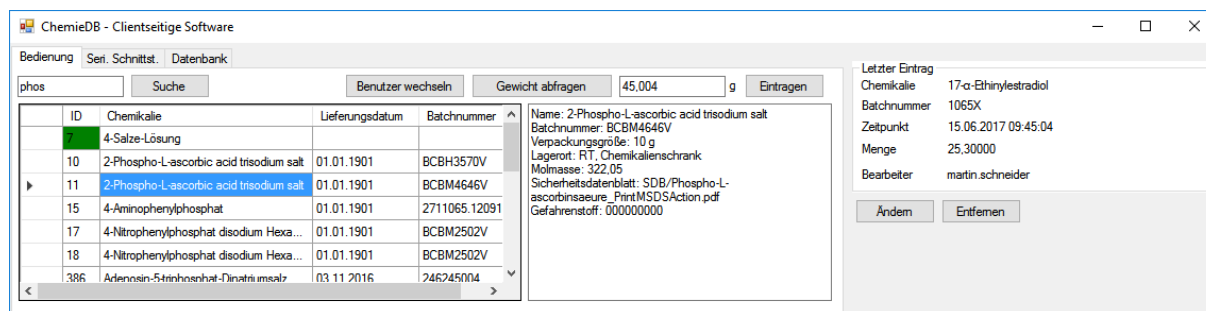 ChemieDB - Clientseitige Software
Bedienung Seri. Schnittst. Datenbank
phos Suche Benutzer wechseln Gewicht abfragen 45,004 g Eintragen
ID Chemikalie Lieferungsdatum Batchnummer
7 4-Salze-Lösung
10 2-Phospho-L-ascorbic acid trisodium salt 01.01.1901 BCBH3570V
11 2-Phospho-L-ascorbic acid trisodium salt 01.01.1901 BCBM4646V
15 4-Aminophenylphosphat 01.01.1901 2711065.12091
17 4-Nitrophenylphosphat disodium Hexa... 01.01.1901 BCBM2502V
18 4-Nitrophenylphosphat disodium Hexa... 01.01.1901 BCBM2502V
386 Adenosin-5-triphosphat-Dinatriumsalz 03.11.2016 246245004
Name: 2-Phospho-L-ascorbic acid trisodium salt
Batchnummer: BCBM4646V
Verpackungsgröße: 10 g
Lagerort: RT, Chemikalienschrank
Molmasse: 322,05
Sicherheitsdatenblatt: SDB/Phospho-L-
ascorbinsaeure_PrintMSDSAction.pdf
Gefahrenstoff: 000000000
Letzter Eintrag
Chemikalie 17-α-Ethinylestradiol
Batchnummer 1065X
Zeitpunkt 15.06.2017 09:45:04
Menge 25,30000
Bearbeiter martin.schneider
Ändern Entfernen